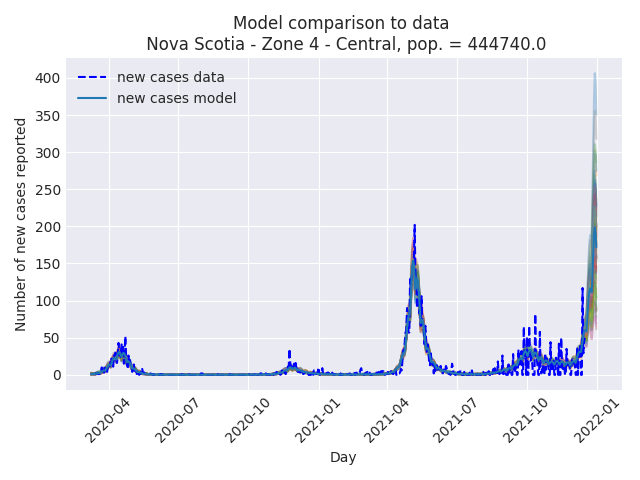 Model comparison to data
Nova Scotia - Zone 4 - Central, pop. = 444740.0
new cases data
new cases model
Number of new cases reported
400
350
300
250
200
150
100
50
0
2020-04
2020-07
2020-10
2021-01
2021-04
2021-07
2021-10
2022-01
Day